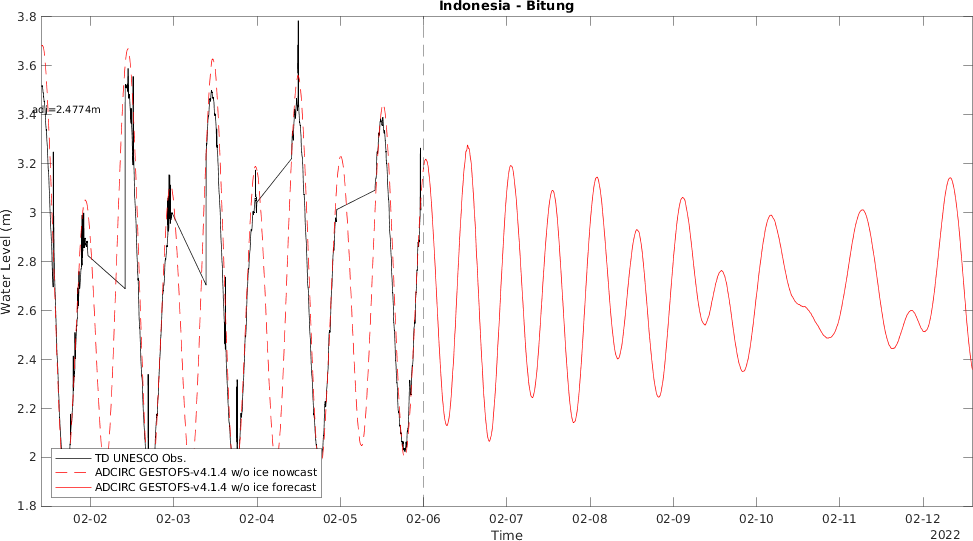 Indonesia - Bitung
3.8
3.6
3.4
3.2
3
2.8
2.6
2.4
2.2
2
1.8
Water Level (m)
adj=2.4774m
TD UNESCO Obs.
ADCIRC GESTOFS-v4.1.4 w/o ice nowcast
ADCIRC GESTOFS-v4.1.4 w/o ice forecast
02-02 02-03 02-04 02-05 02-06 02-07 02-08 02-09 02-10 02-11 02-12
Time
2022